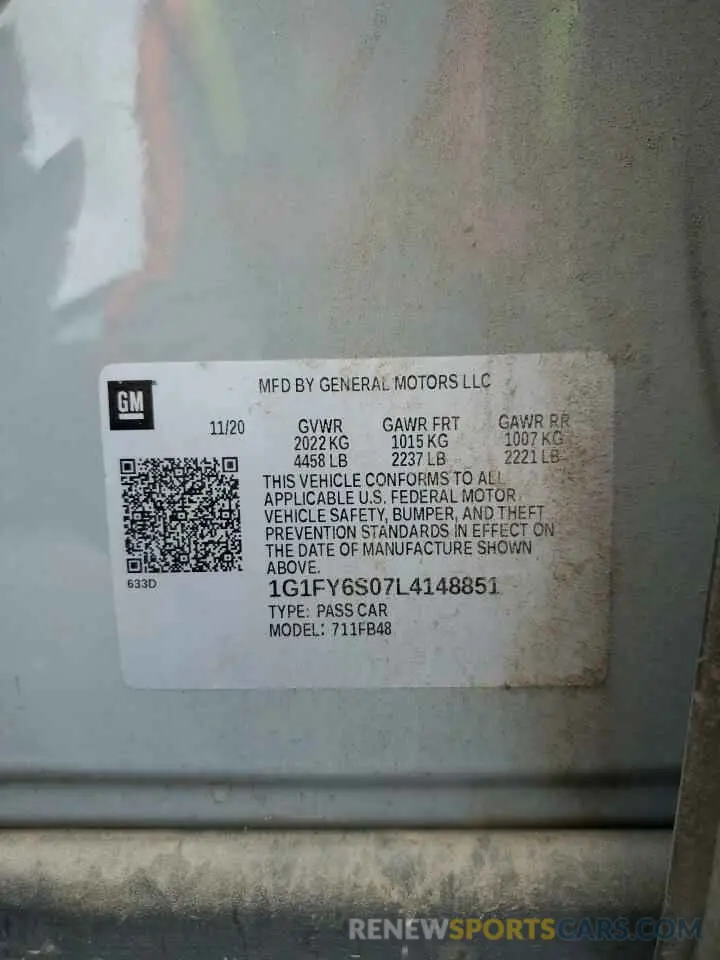 MFD BY GENERAL MOTORS LLC
GM
11/20 GVWR GAWR FRT GAWR RR
2022 KG 1015 KG 1007 KG
4458 LB 2237 LB 2221 LB
THIS VEHICLE CONFORMS TO ALL
APPLICABLE U.S. FEDERAL MOTOR
VEHICLE SAFETY, BUMPER, AND THEFT
PREVENTION STANDARDS IN EFFECT ON
THE DATE OF MANUFACTURE SHOWN
ABOVE.
633D
1G1FY6S07L4148851
TYPE: PASS CAR
MODEL: 711FB48
RENEWSPORTSCARS.COM